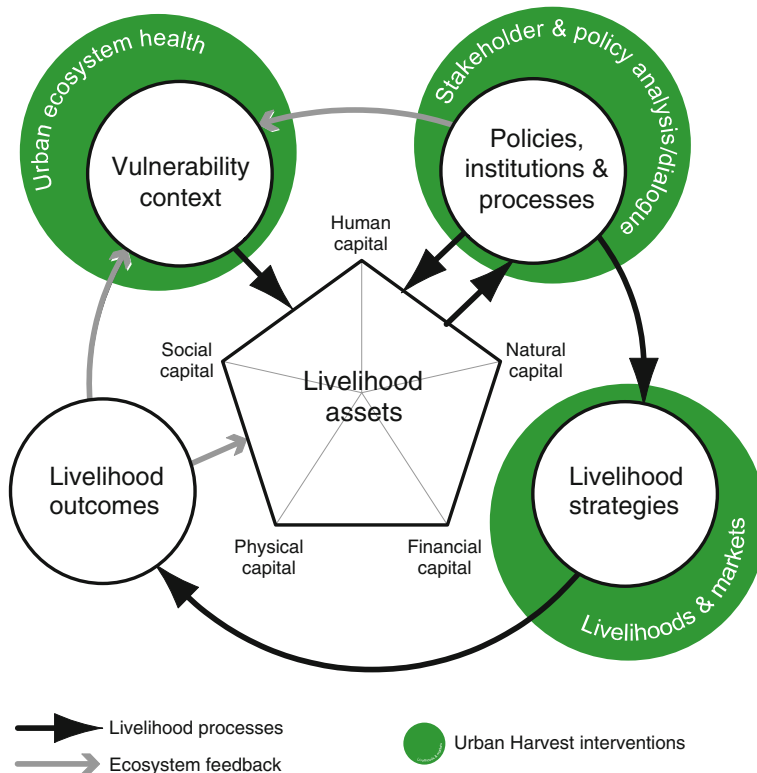 Urban ecosystem health
Stakeholder & policy analysis/dialogue
Vulnerability
context
Policies,
institutions &
processes
Human
capital
Social
capital
Natural
capital
Livelihood
assets
Livelihood
outcomes
Livelihood
strategies
Physical
capital
Financial
capital
Livelihoods & markets
Livelihood processes
Ecosystem feedback
Urban Harvest interventions